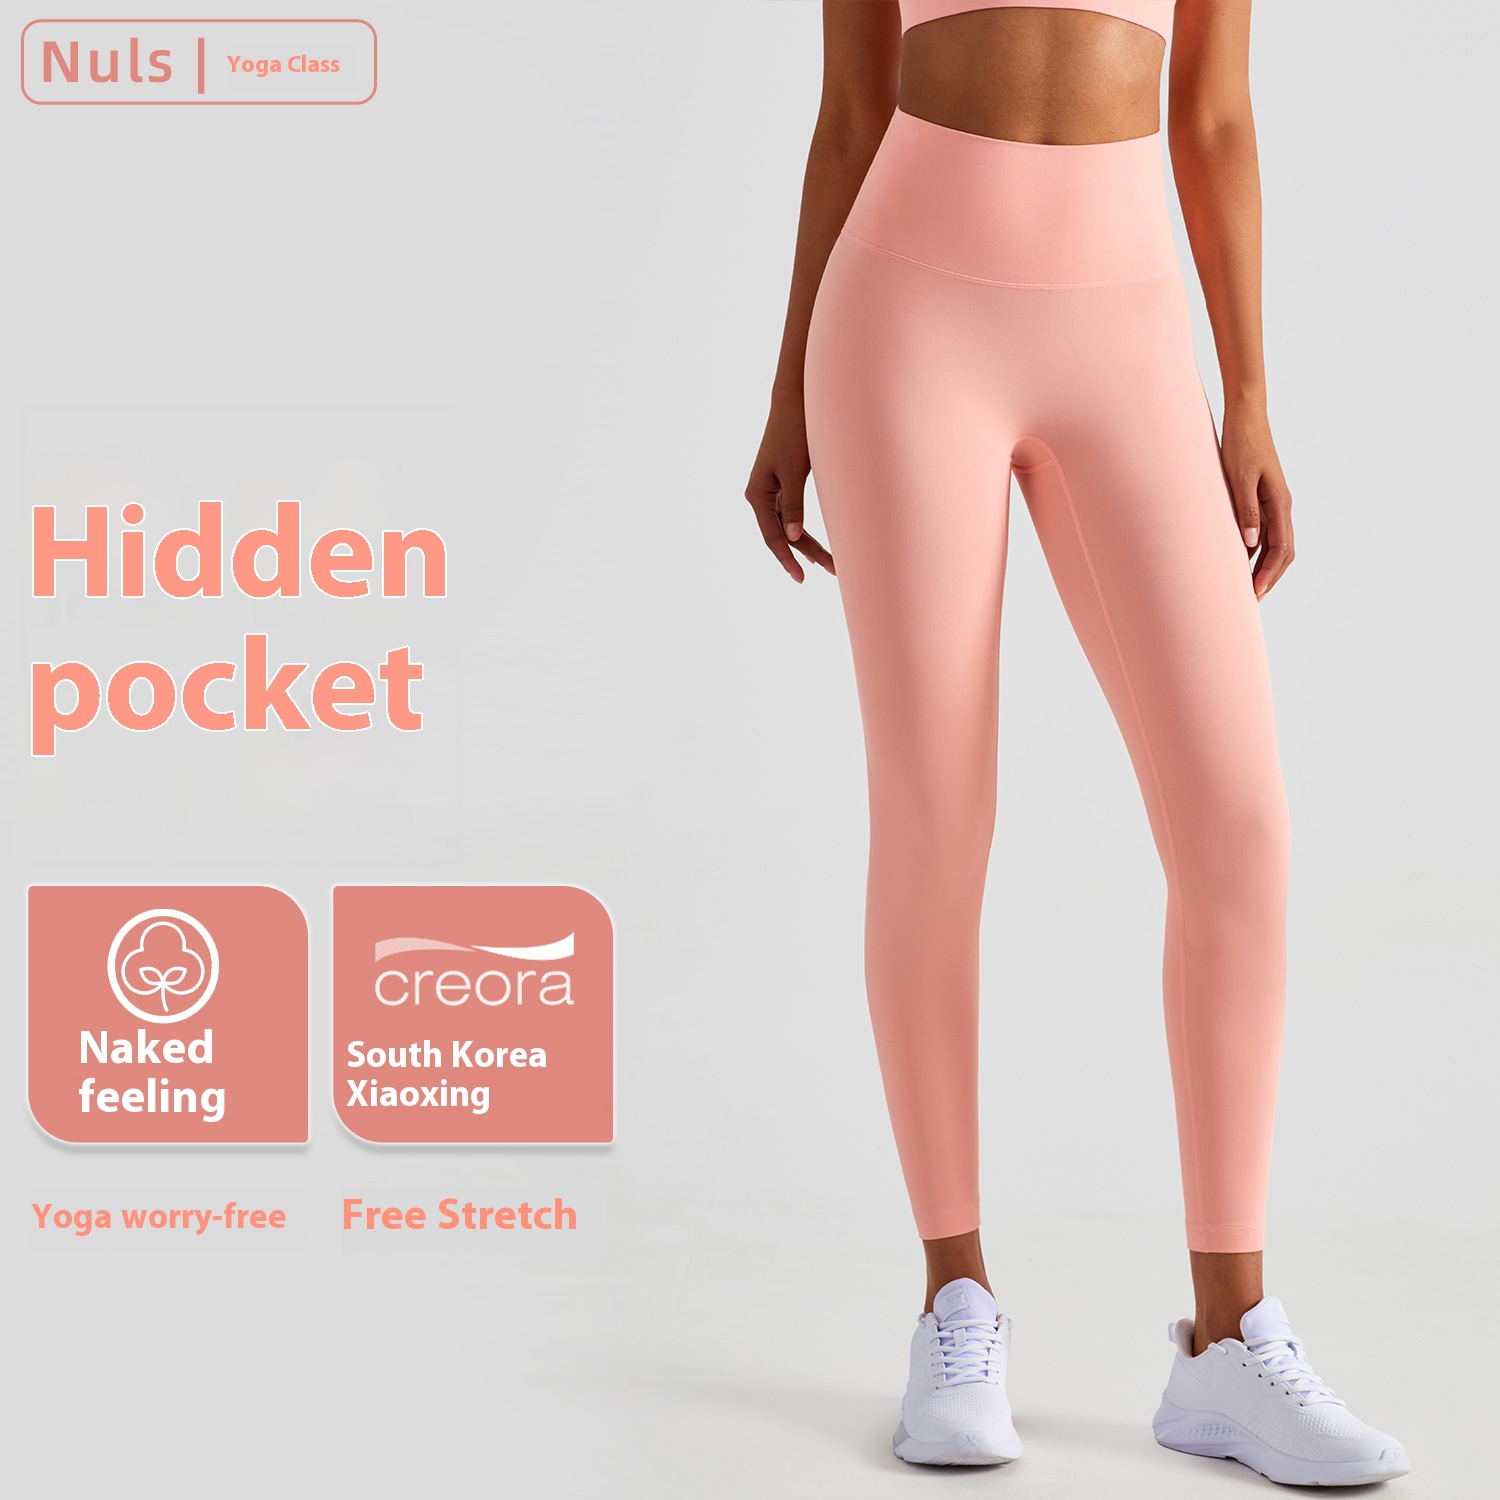 Nuls | Yoga Class
Hidden
pocket
Naked
feeling
creora
South Korea
Xiaoxing
Yoga worry-free
Free Stretch